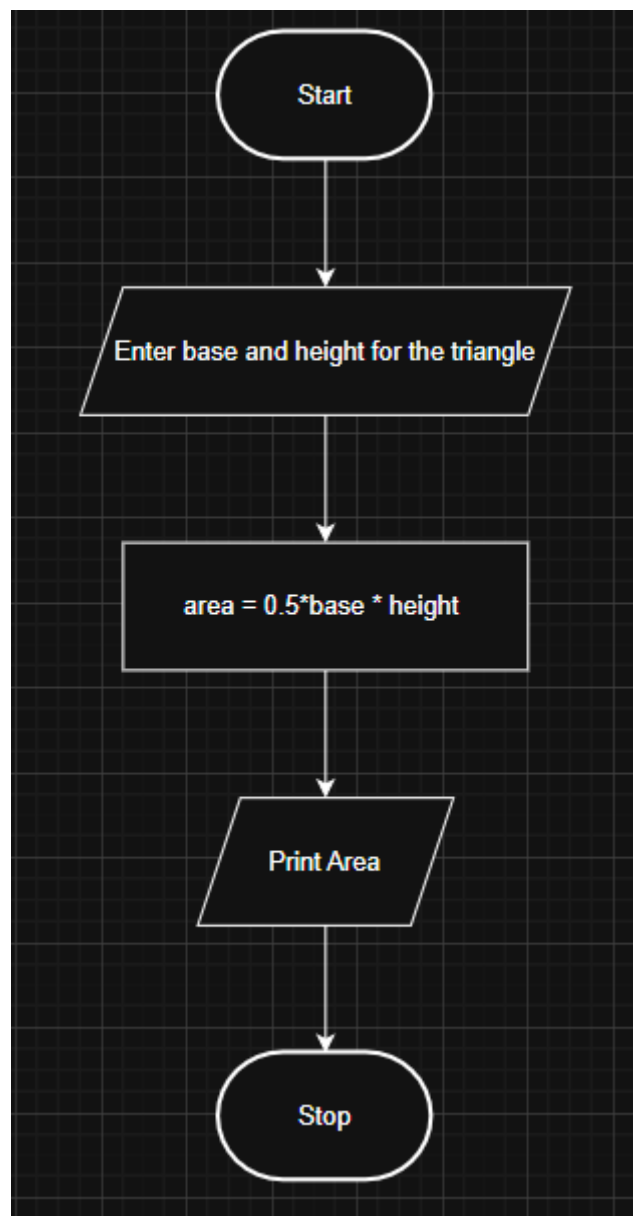 Start
Enter base and height for the triangle
area = 0.5*base * height
Print Area
Stop